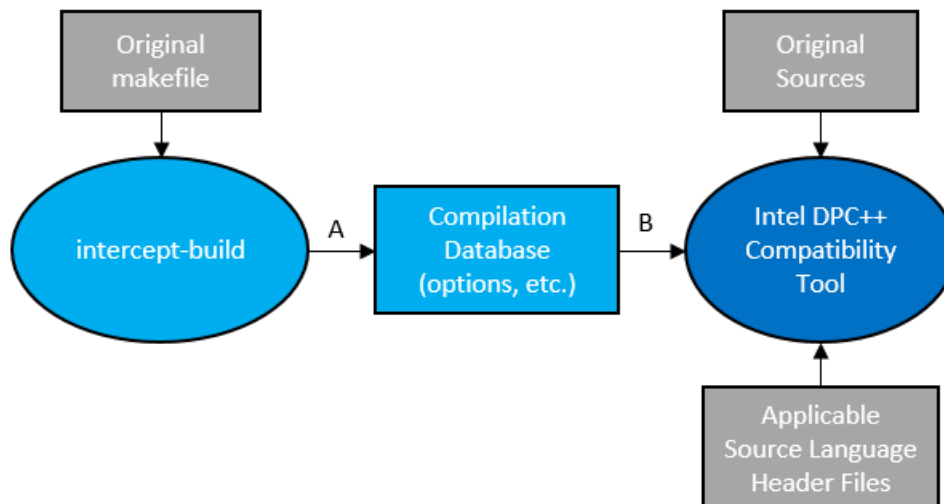 Original
makefile
Original
Sources
intercept-build
A
Compilation
Database
(options, etc.)
B
Intel DPC++
Compatibility
Tool
Applicable
Source Language
Header Files